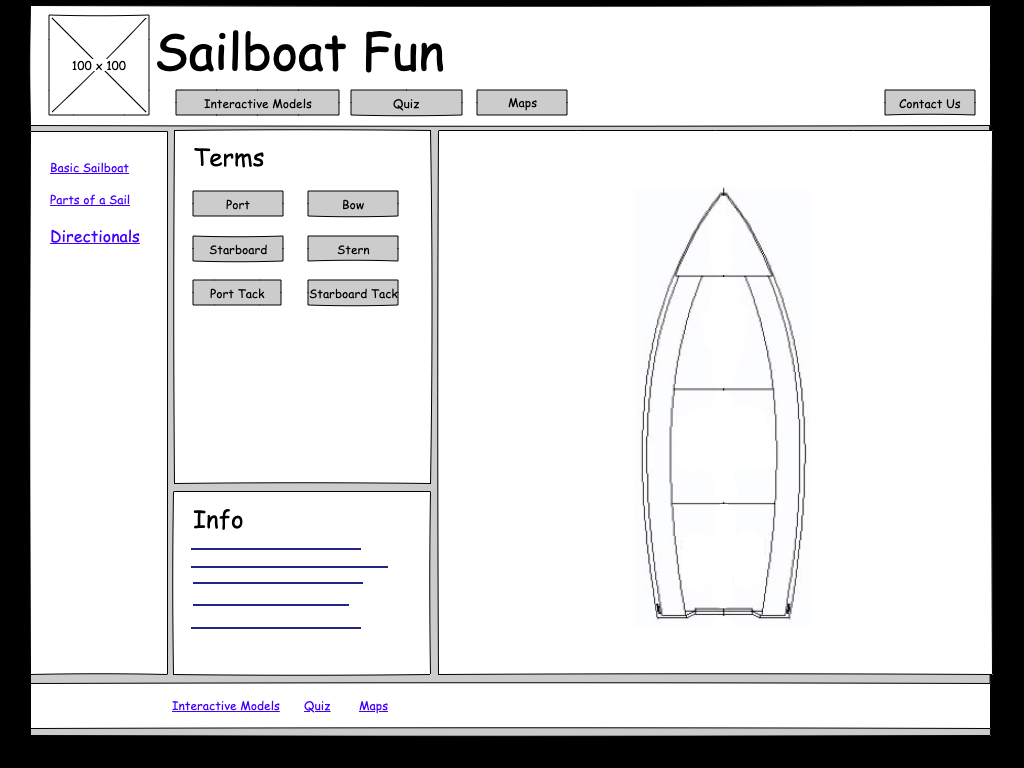 100 x 100
Sailboat Fun
Interactive Models
Quiz
Maps
Contact Us
Basic Sailboat
Parts of a Sail
Directionals
Terms
Port
Bow
Starboard
Stern
Port Tack
Starboard Tack
Info
Interactive Models
Quiz
Maps